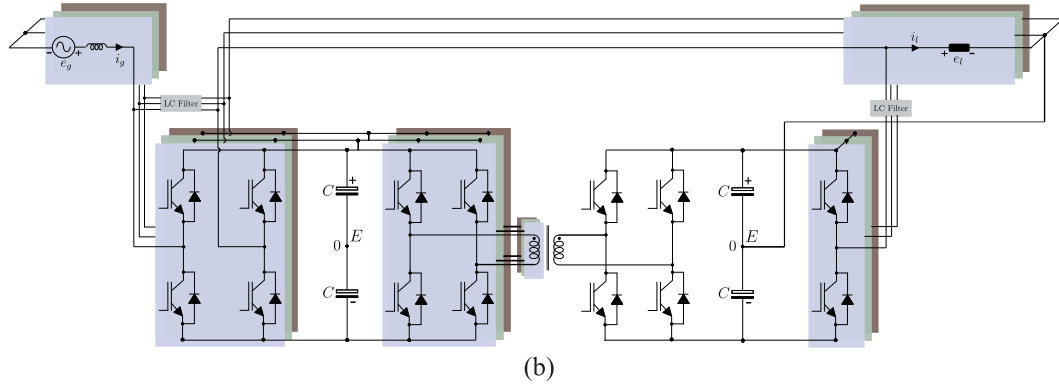 - e_g + i_g
i_l
+ e_l -
LC Filter
LC Filter
C +
C +
0 E
0 E
C -
C -
(b)